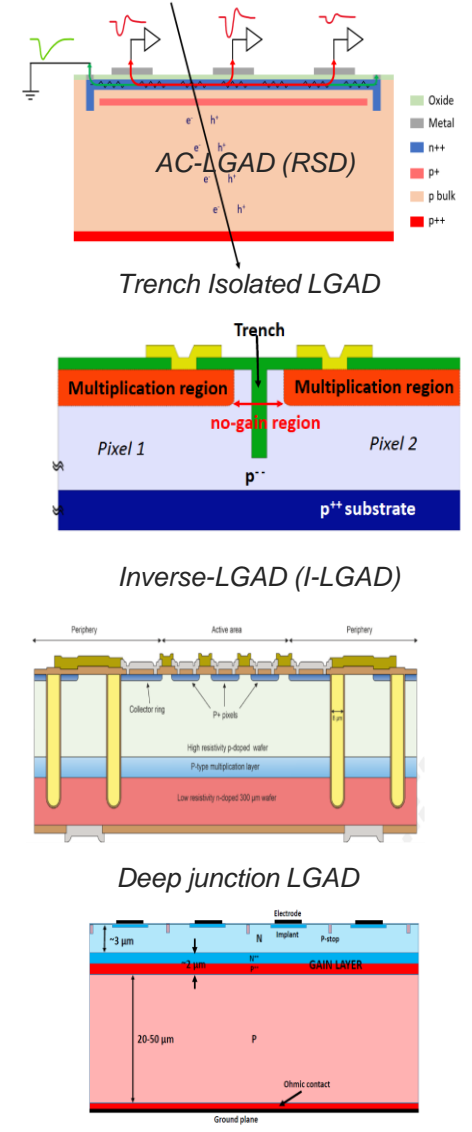 Oxide
Metal
n++
p+
p bulk
p++
e- h+
e- h+
e- h+
e- h+
AC-LGAD (RSD)
Trench Isolated LGAD
Trench
Multiplication region
Multiplication region
no-gain region
Pixel 1
Pixel 2
p--
p++ substrate
Inverse-LGAD (I-LGAD)
Periphery
Active area
Periphery
Collector ring
P+ pixels
8 µm
High resistivity p-doped wafer
P-type multiplication layer
Low resistivity n-doped 300 µm wafer
Deep junction LGAD
Electrode
~3 µm
N
Implant
P-stop
~2 µm
N++
P++
GAIN LAYER
20-50 µm
P
Ohmic contact
Ground plane